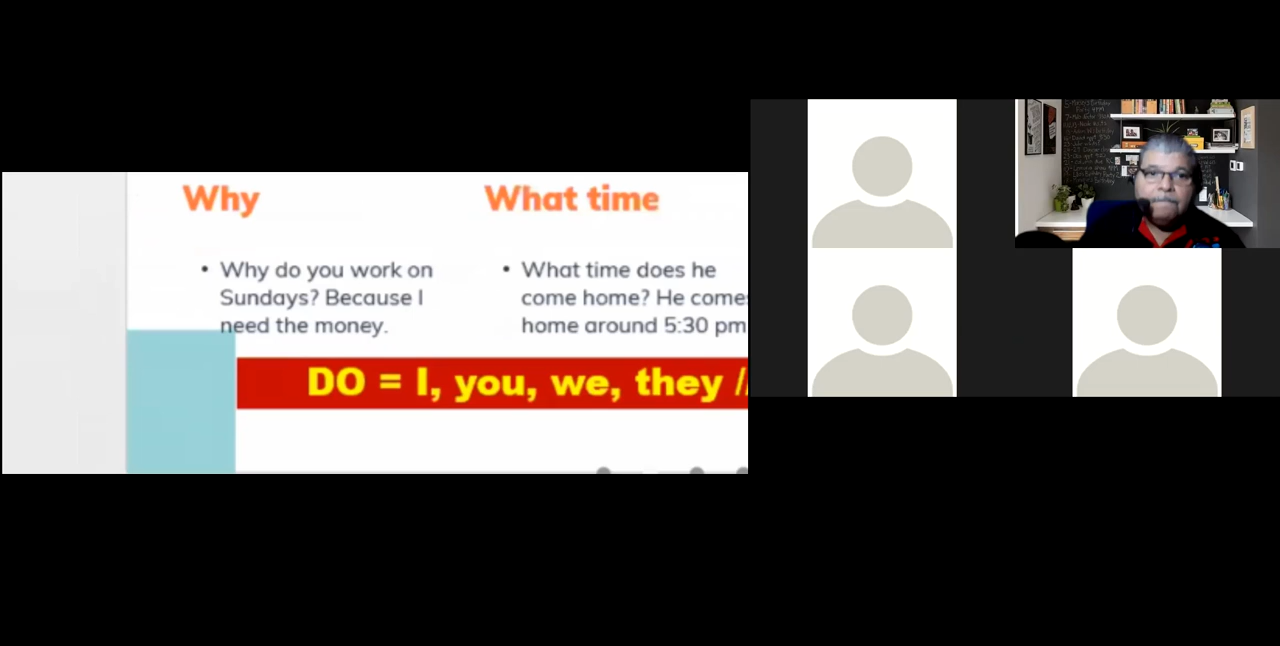 Why
Why do you work on
Sundays? Because I
need the money.
What time
What time does he
come home? He comes
home around 5:30 pm
DO = I, you, we, they //